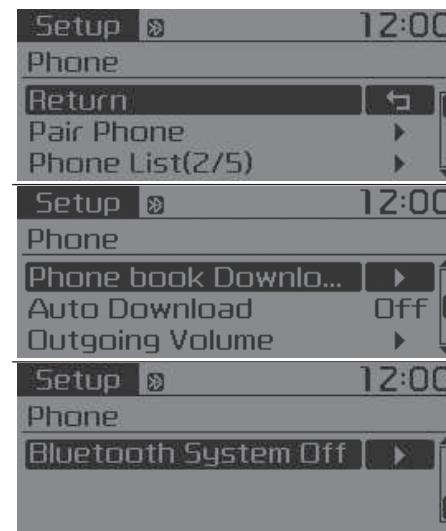 Setup 12:00
Phone
Return
Pair Phone
Phone List(2/5)
Setup 12:00
Phone
Phone book Downlo...
Auto Download Off
Outgoing Volume
Setup 12:00
Phone
Bluetooth System Off